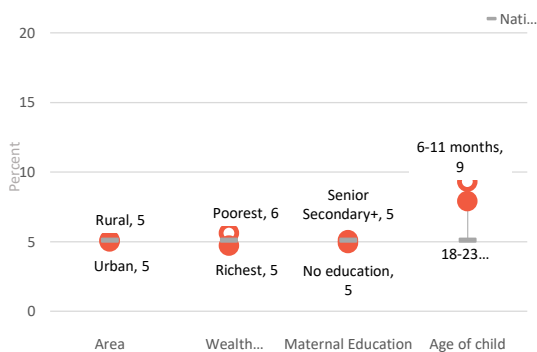 Nati...
20
15
10
5
0
Percent
Rural, 5
Urban, 5
Poorest, 6
Richest, 5
Senior
Secondary+, 5
No education,
5
6-11 months,
9
18-23...
Area
Wealth...
Maternal Education
Age of child